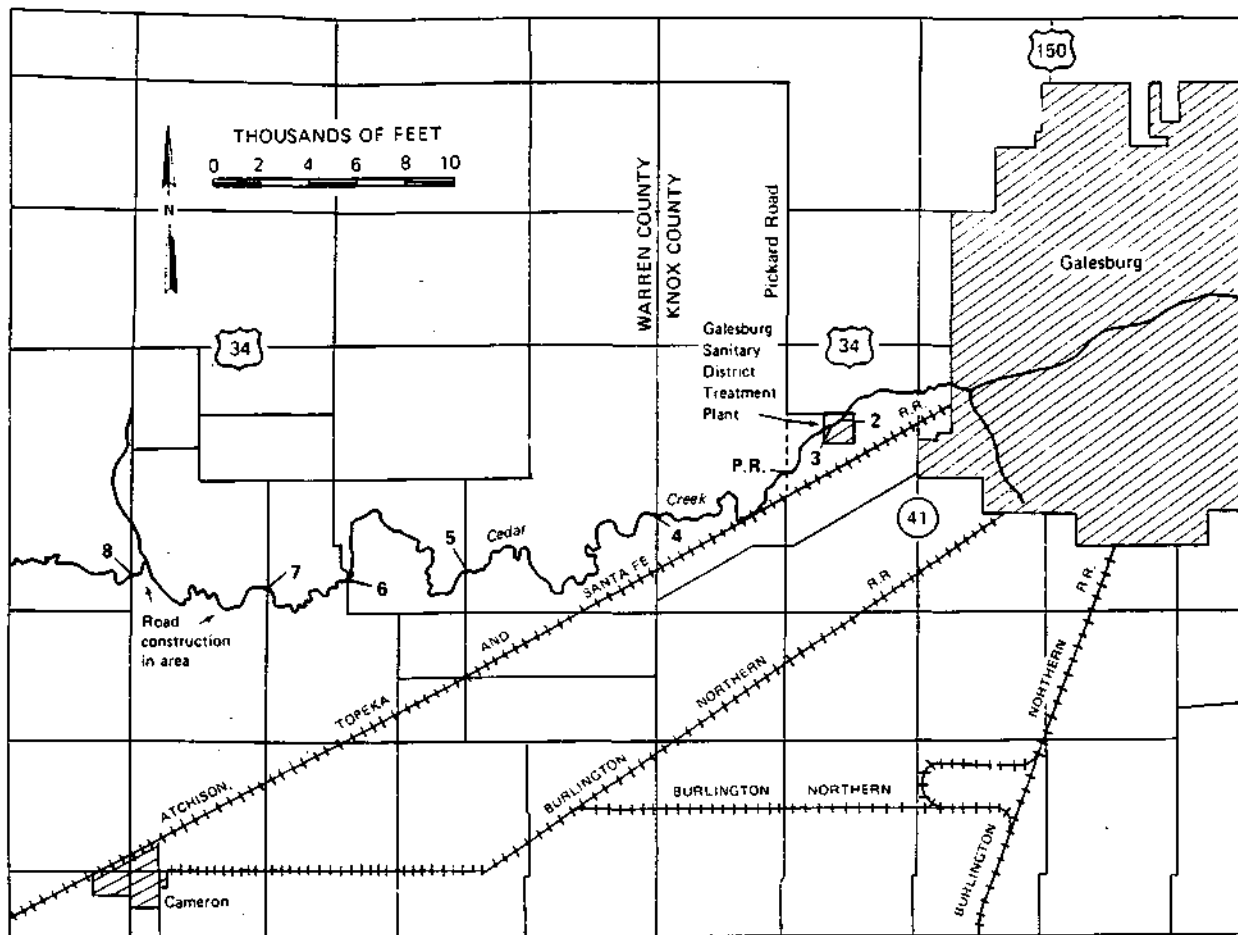 150
THOUSANDS OF FEET
0 2 4 6 8 10
N
WARREN COUNTY
KNOX COUNTY
Pickard Road
Galesburg
Galesburg
Sanitary
District
Treatment
Plant
34
34
2
3
R.R.
P.R.
Creek
Cedar
4
5
41
6
7
8
Road
construction
in area
ATCHISON,
TOPEKA
AND
SANTA FE
BURLINGTON
NORTHERN
R.R.
BURLINGTON
NORTHERN
BURLINGTON
NORTHERN
R.R.
Cameron